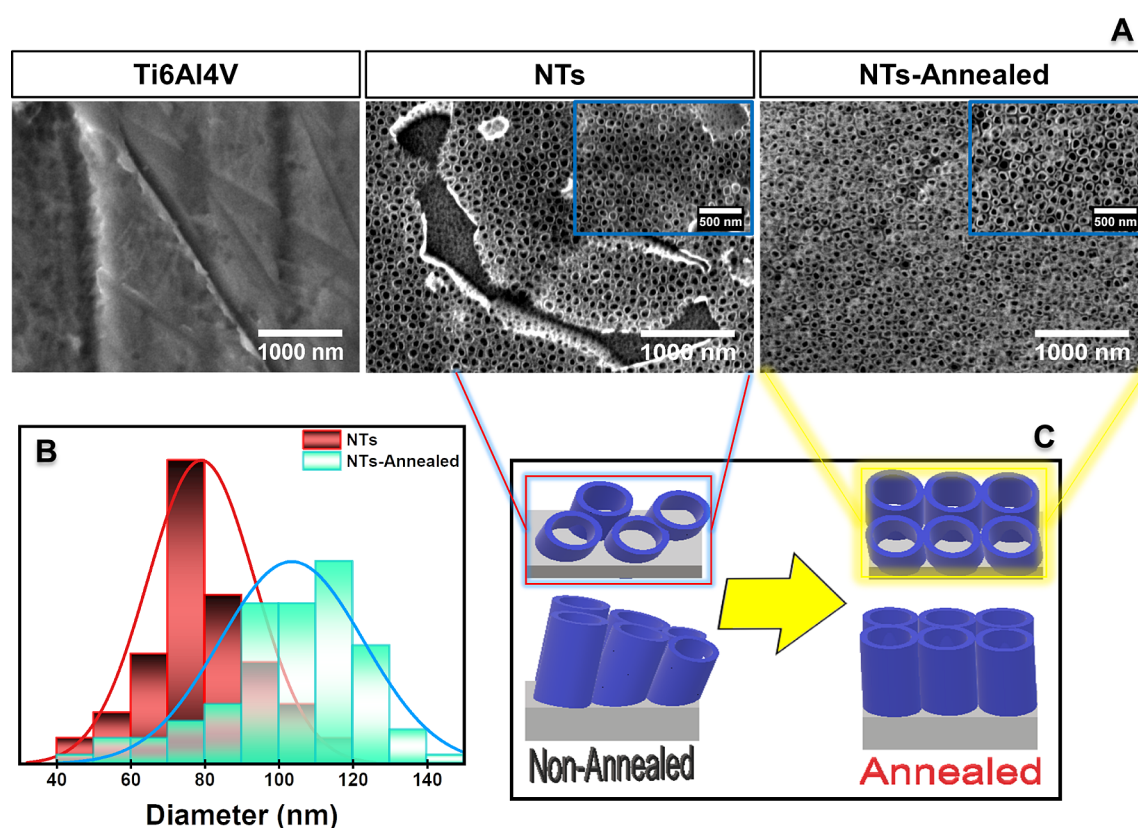 A
Ti6Al4V
NTs
NTs-Annealed
1000 nm
500 nm
1000 nm
500 nm
1000 nm
B
NTs
NTs-Annealed
40 60 80 100 120 140
Diameter (nm)
C
Non-Annealed
Annealed